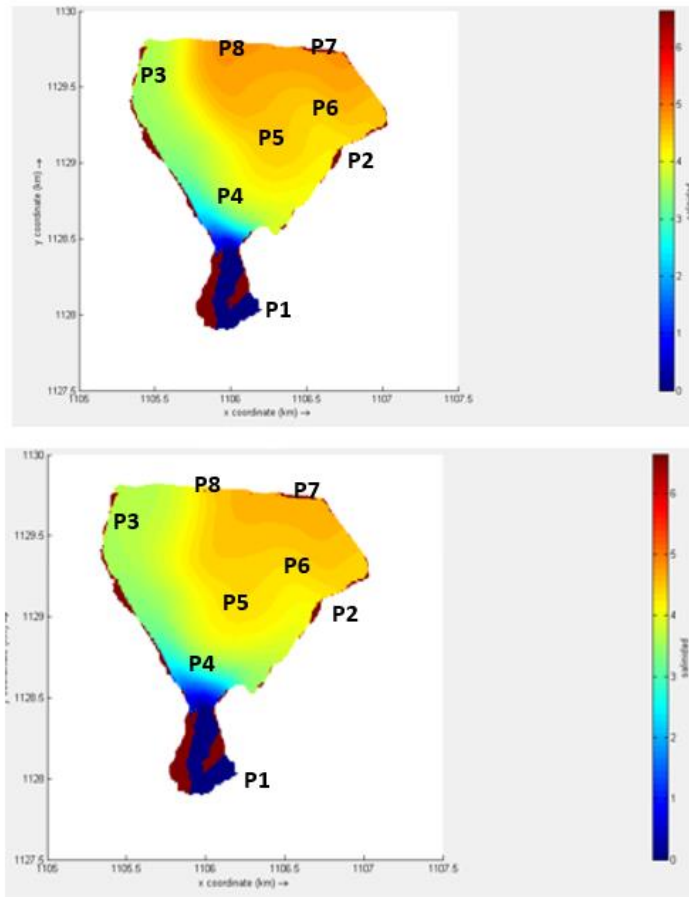 1130
P8
P7
6
P3
P6
1129.5
5
P5
P2
1129
4
P4
3
y coordinate (km) →
1128.5
2
P1
1128
1
1127.5
0
1105
1105.5
1106
1106.5
1107
1107.5
x coordinate (km) →
1130
P8
P7
6
P3
1129.5
P6
5
P5
P2
1129
4
P4
salinidad
3
1128.5
2
P1
1128
1
1127.5
0
1105
1105.5
1106
1106.5
1107
1107.5
x coordinate (km) →